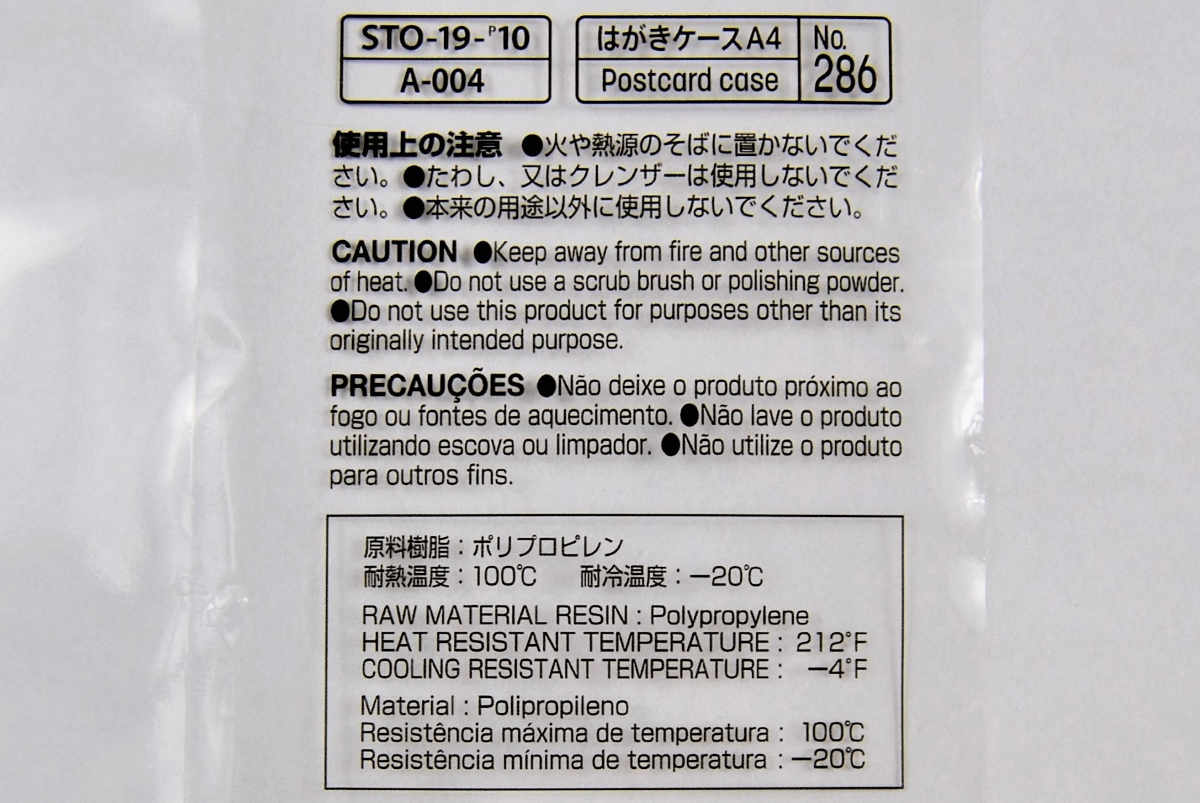 STO-19-P10
A-004
はがきケースA4
Postcard case
No.
286
使用上の注意 ●火や熱源のそばに置かないでくだ
さい。●たわし、又はクレンザーは使用しないでくだ
さい。●本来の用途以外に使用しないでください。
CAUTION ●Keep away from fire and other sources
of heat. ●Do not use a scrub brush or polishing powder.
●Do not use this product for purposes other than its
originally intended purpose.
PRECAUÇÕES ●Não deixe o produto próximo ao
fogo ou fontes de aquecimento. ●Não lave o produto
utilizando escova ou limpador. ●Não utilize o produto
para outros fins.
原料樹脂：ポリプロピレン
耐熱温度：100℃ 耐冷温度：−20℃
RAW MATERIAL RESIN : Polypropylene
HEAT RESISTANT TEMPERATURE : 212°F
COOLING RESISTANT TEMPERATURE : −4°F
Material : Polipropileno
Resistência máxima de temperatura : 100℃
Resistência mínima de temperatura : −20℃